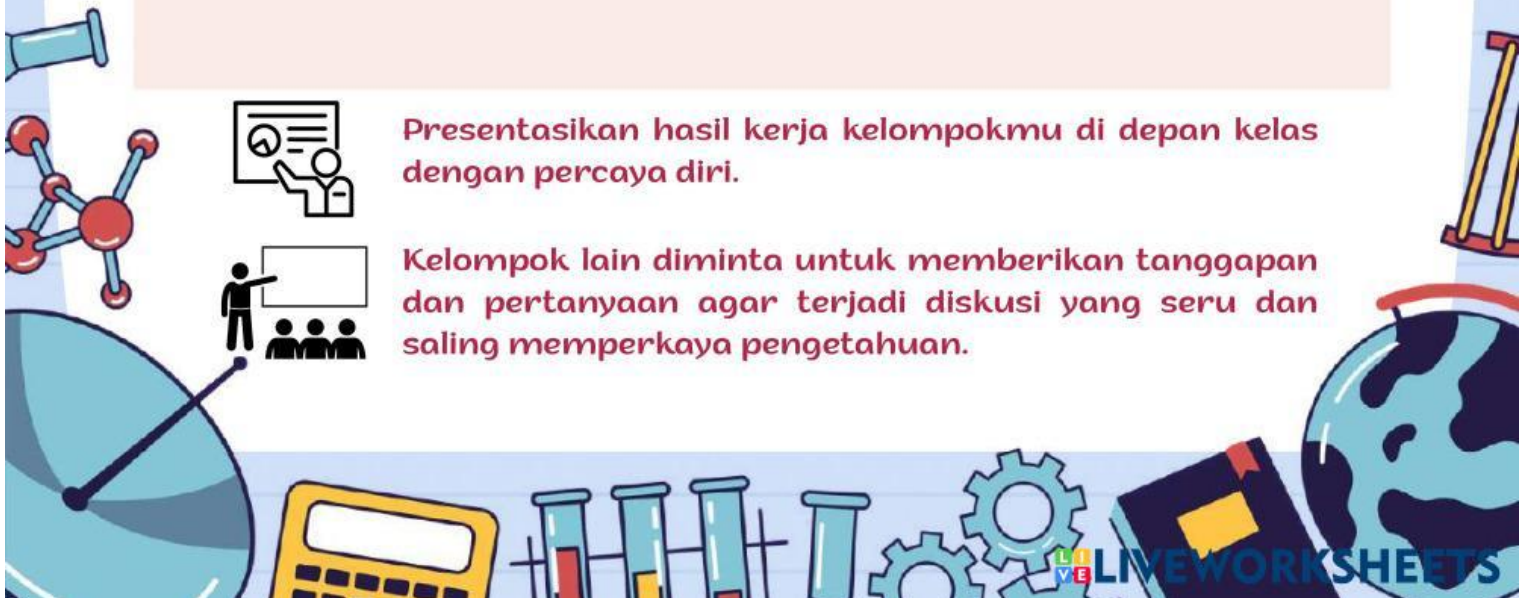 Presentasikan hasil kerja kelompokmu di depan kelas
dengan percaya diri.
Kelompok lain diminta untuk memberikan tanggapan
dan pertanyaan agar terjadi diskusi yang seru dan
saling memperkaya pengetahuan.
LIVE LIVEWORKSHEETS